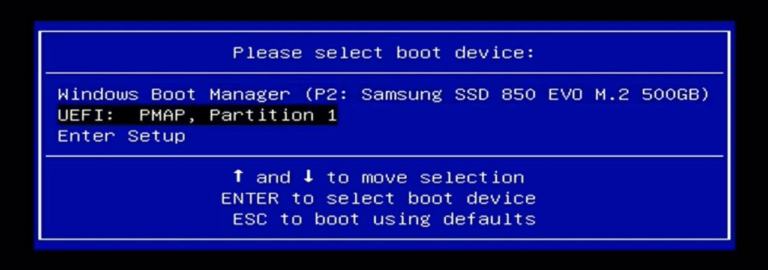 Please select boot device:
Windows Boot Manager (P2: Samsung SSD 850 EVO M.2 500GB)
UEFI:  PMAP, Partition 1
Enter Setup
↑ and ↓ to move selection
ENTER to select boot device
ESC to boot using defaults